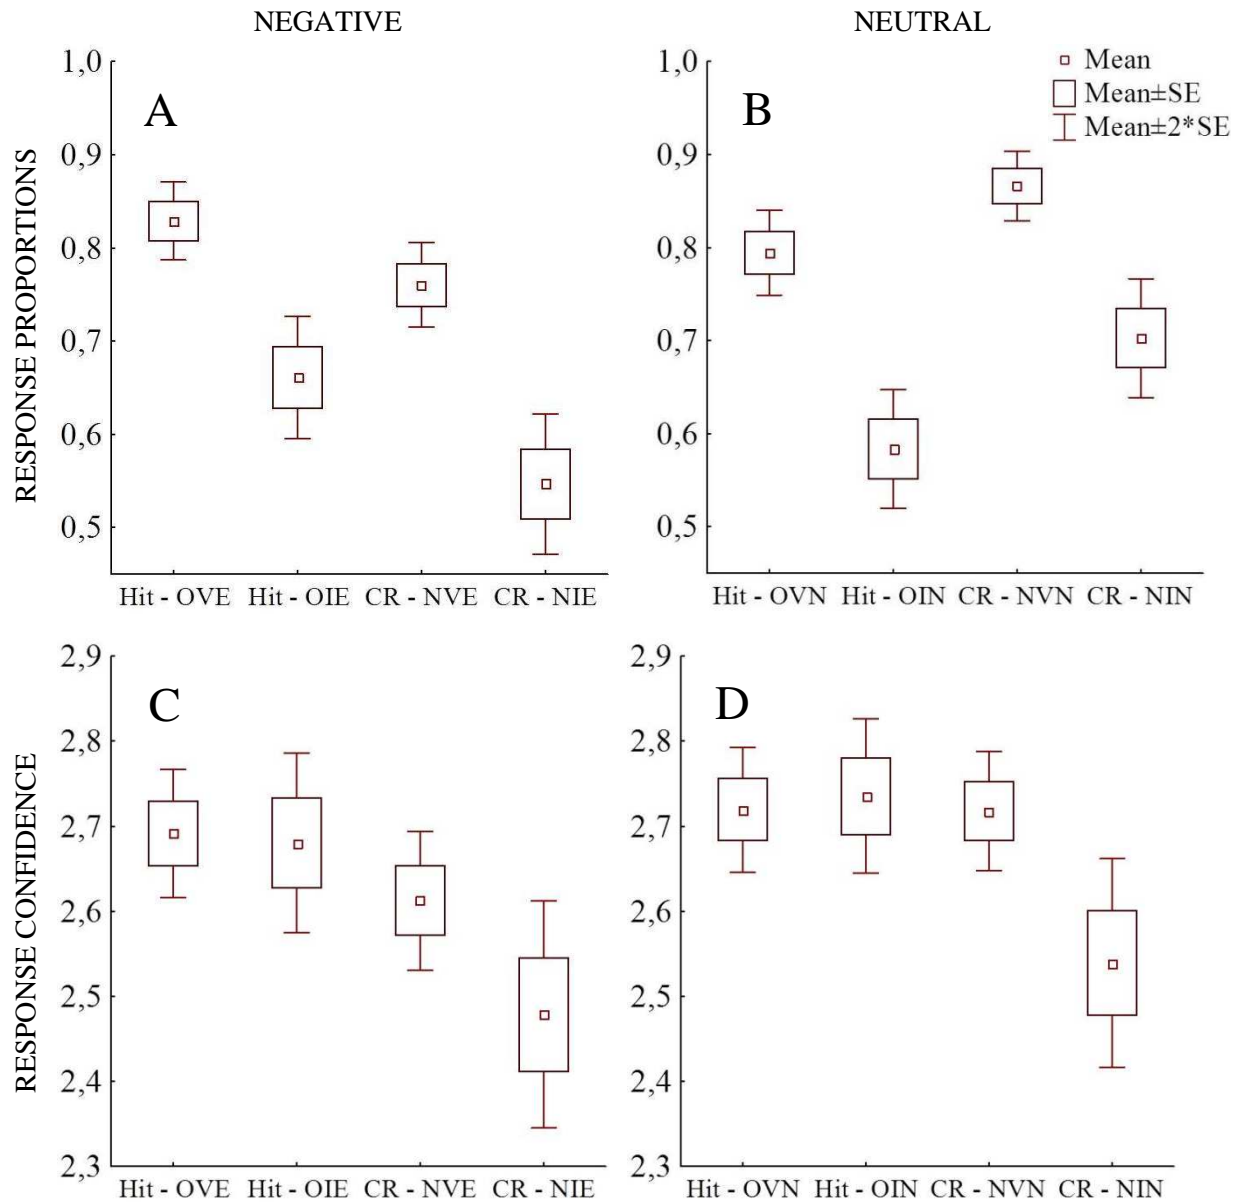 NEGATIVE
NEUTRAL
RESPONSE PROPORTIONS
A
1,0
0,9
0,8
0,7
0,6
0,5
Hit - OVE Hit - OIE CR - NVE CR - NIE
B
Mean
Mean±SE
Mean±2*SE
1,0
0,9
0,8
0,7
0,6
0,5
Hit - OVN Hit - OIN CR - NVN CR - NIN
RESPONSE CONFIDENCE
C
2,9
2,8
2,7
2,6
2,5
2,4
2,3
Hit - OVE Hit - OIE CR - NVE CR - NIE
D
2,9
2,8
2,7
2,6
2,5
2,4
2,3
Hit - OVN Hit - OIN CR - NVN CR - NIN